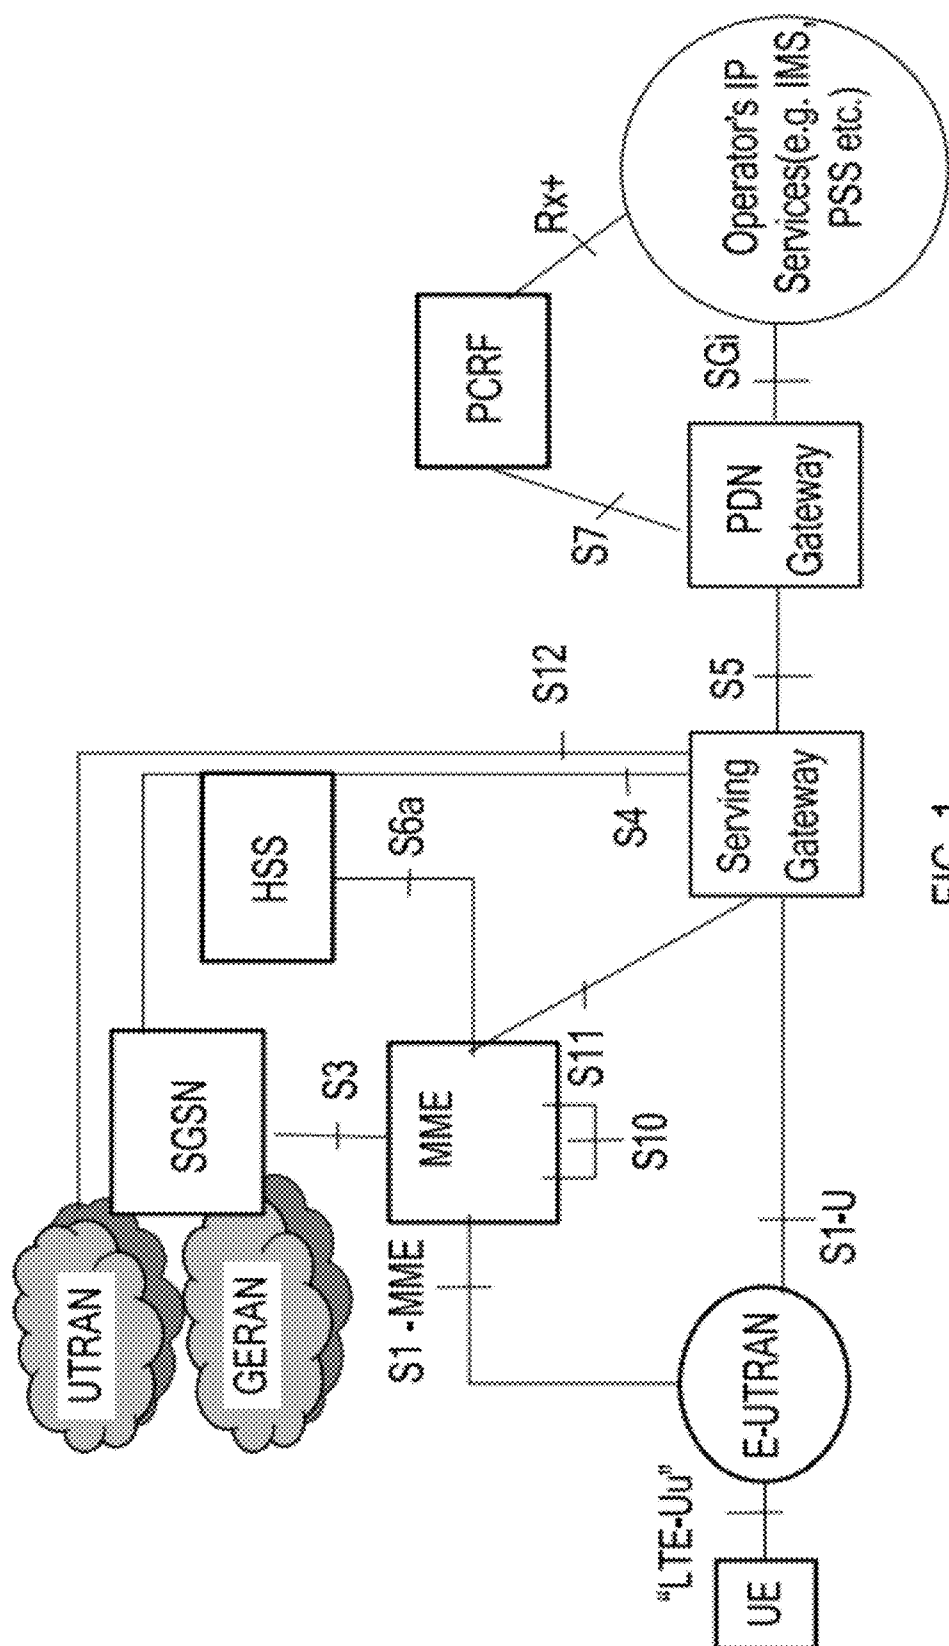 UTRAN
SGSN
GERAN
HSS
S12
S3
S6a
PCRF
Rx+
S1 -MME
MME
S7
S11
S4
S10
"LTE-Uu"
UE
E-UTRAN
S1-U
Serving
Gateway
S5
PDN
Gateway
SGi
Operator's IP
Services(e.g. IMS,
PSS etc.)
FIG. 1